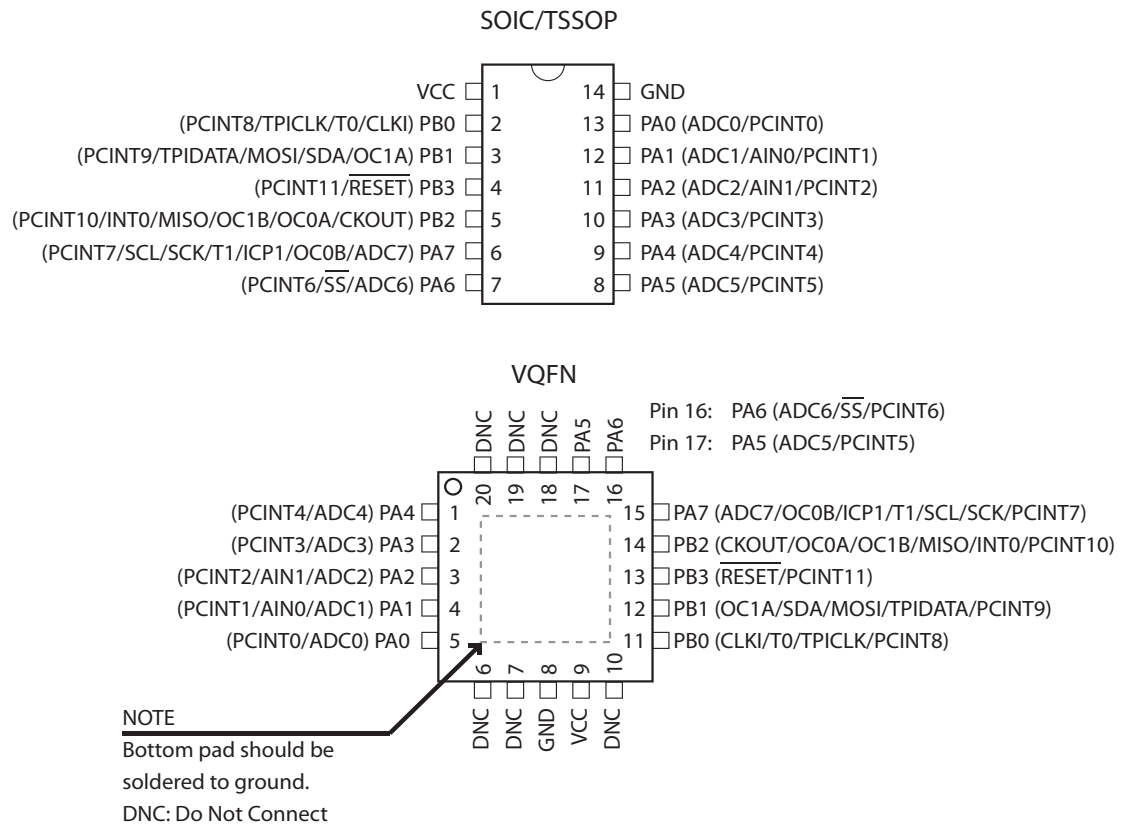 SOIC/TSSOP
VCC 1 14 GND
(PCINT8/TPICLK/T0/CLKI) PB0 2 13 PA0 (ADC0/PCINT0)
(PCINT9/TPIDATA/MOSI/SDA/OC1A) PB1 3 12 PA1 (ADC1/AIN0/PCINT1)
(PCINT11/RESET) PB3 4 11 PA2 (ADC2/AIN1/PCINT2)
(PCINT10/INT0/MISO/OC1B/OC0A/CKOUT) PB2 5 10 PA3 (ADC3/PCINT3)
(PCINT7/SCL/SCK/T1/ICP1/OC0B/ADC7) PA7 6 9 PA4 (ADC4/PCINT4)
(PCINT6/SS/ADC6) PA6 7 8 PA5 (ADC5/PCINT5)
VQFN
Pin 16: PA6 (ADC6/SS/PCINT6)
Pin 17: PA5 (ADC5/PCINT5)
DNC DNC DNC PA5 PA6
20 19 18 17 16
(PCINT4/ADC4) PA4 1 15 PA7 (ADC7/OC0B/ICP1/T1/SCL/SCK/PCINT7)
(PCINT3/ADC3) PA3 2 14 PB2 (CKOUT/OC0A/OC1B/MISO/INT0/PCINT10)
(PCINT2/AIN1/ADC2) PA2 3 13 PB3 (RESET/PCINT11)
(PCINT1/AIN0/ADC1) PA1 4 12 PB1 (OC1A/SDA/MOSI/TPIDATA/PCINT9)
(PCINT0/ADC0) PA0 5 11 PB0 (CLKI/T0/TPICLK/PCINT8)
6 7 8 9 10
DNC DNC GND VCC DNC
NOTE
Bottom pad should be
soldered to ground.
DNC: Do Not Connect